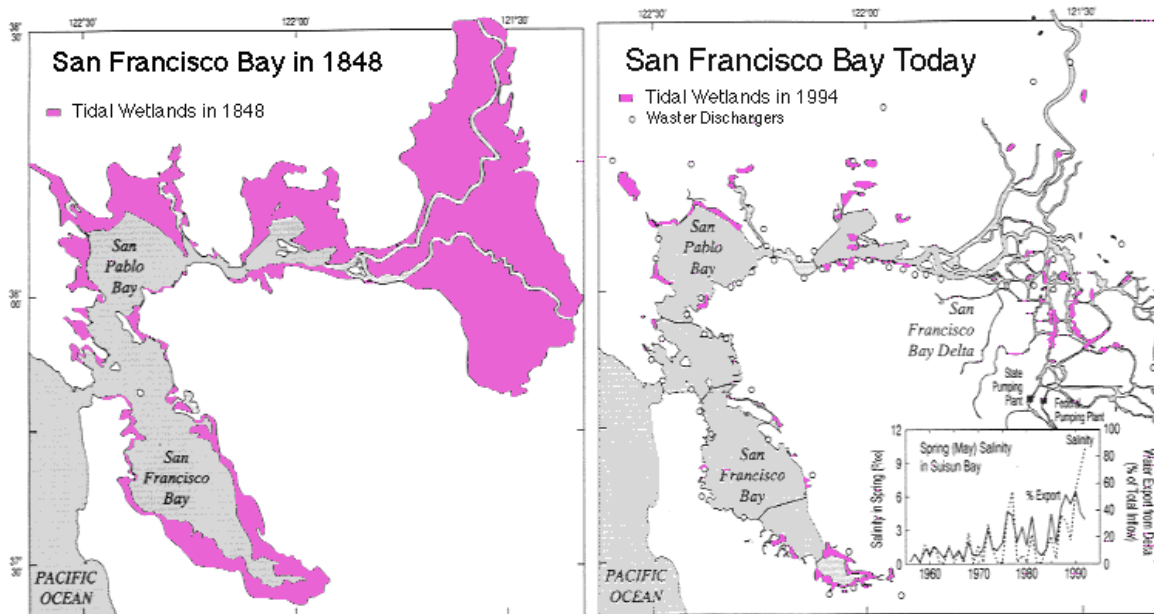 122°30'
122°00'
121°30'
San Francisco Bay in 1848
Tidal Wetlands in 1848
San
Pablo
Bay
San
Francisco
Bay
PACIFIC
OCEAN
122°30'
122°00'
121°30'
San Francisco Bay Today
Tidal Wetlands in 1994
Waster Dischargers
San
Pablo
Bay
San
Francisco
Bay Delta
State
Pumping
Plant
Federal
Pumping Plant
San
Francisco
Bay
PACIFIC
OCEAN
Spring (May) Salinity
in Suisun Bay
Salinity
% Export
Salinity in Spring [‰]
12
9
6
3
0
100
80
60
40
20
0
Water Export from Delta
(% of Total Inflow)
1960
1970
1980
1990